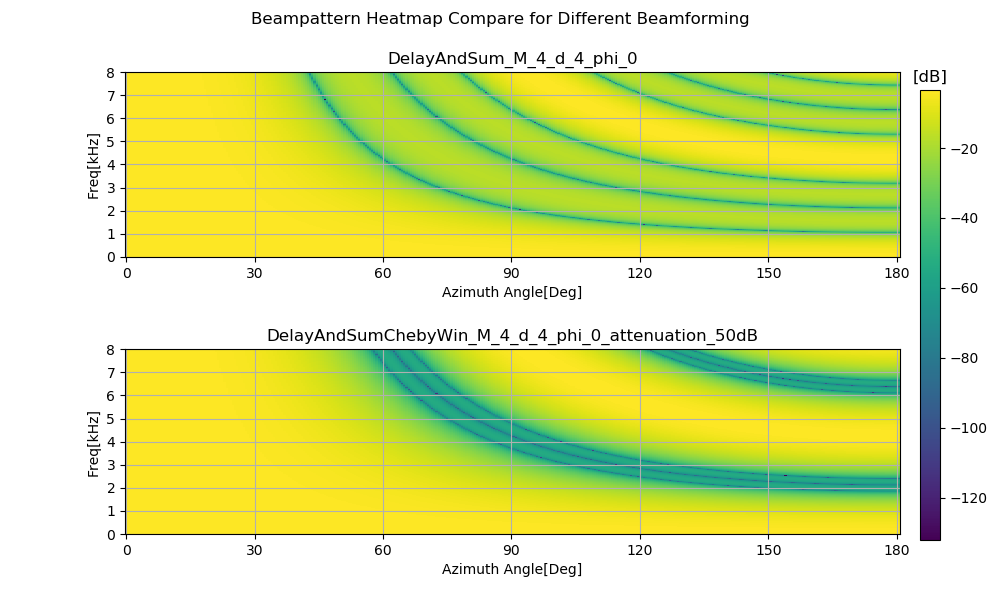 Beampattern Heatmap Compare for Different Beamforming
DelayAndSum_M_4_d_4_phi_0
[dB]
8
7
6
5
4
3
2
1
0
Freq[kHz]
0 30 60 90 120 150 180
Azimuth Angle[Deg]
DelayAndSumChebyWin_M_4_d_4_phi_0_attenuation_50dB
8
7
6
5
4
3
2
1
0
Freq[kHz]
0 30 60 90 120 150 180
Azimuth Angle[Deg]
−20
−40
−60
−80
−100
−120